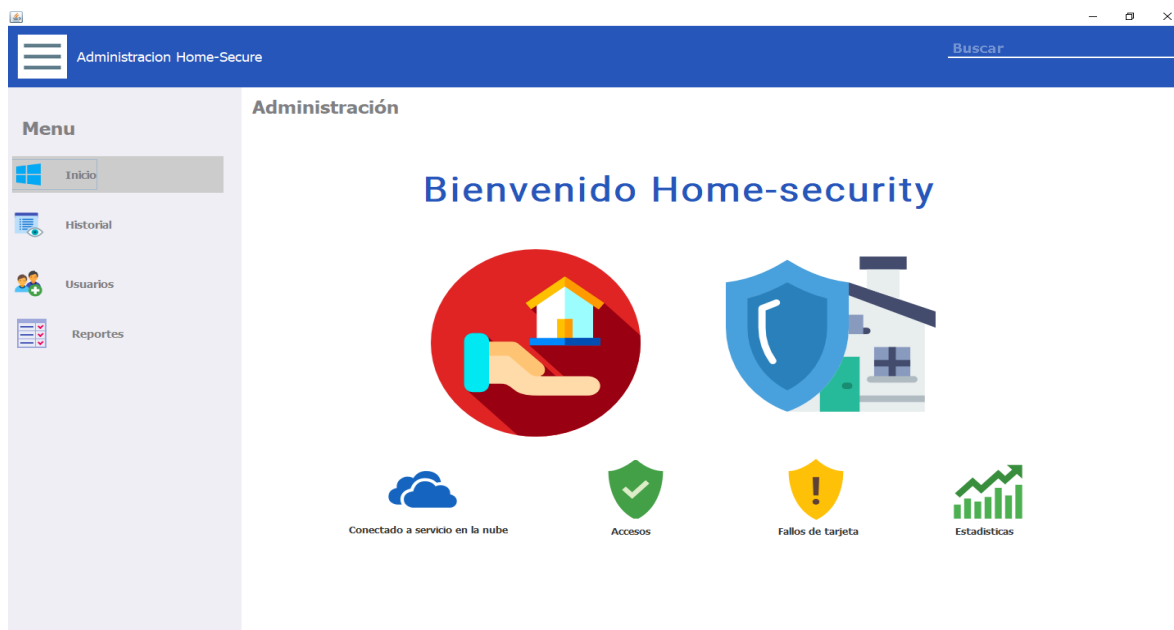 Administracion Home-Secure
Buscar
Menu
Inicio
Historial
Usuarios
Reportes
Administración
Bienvenido Home-security
Conectado a servicio en la nube
Accesos
Fallos de tarjeta
Estadisticas